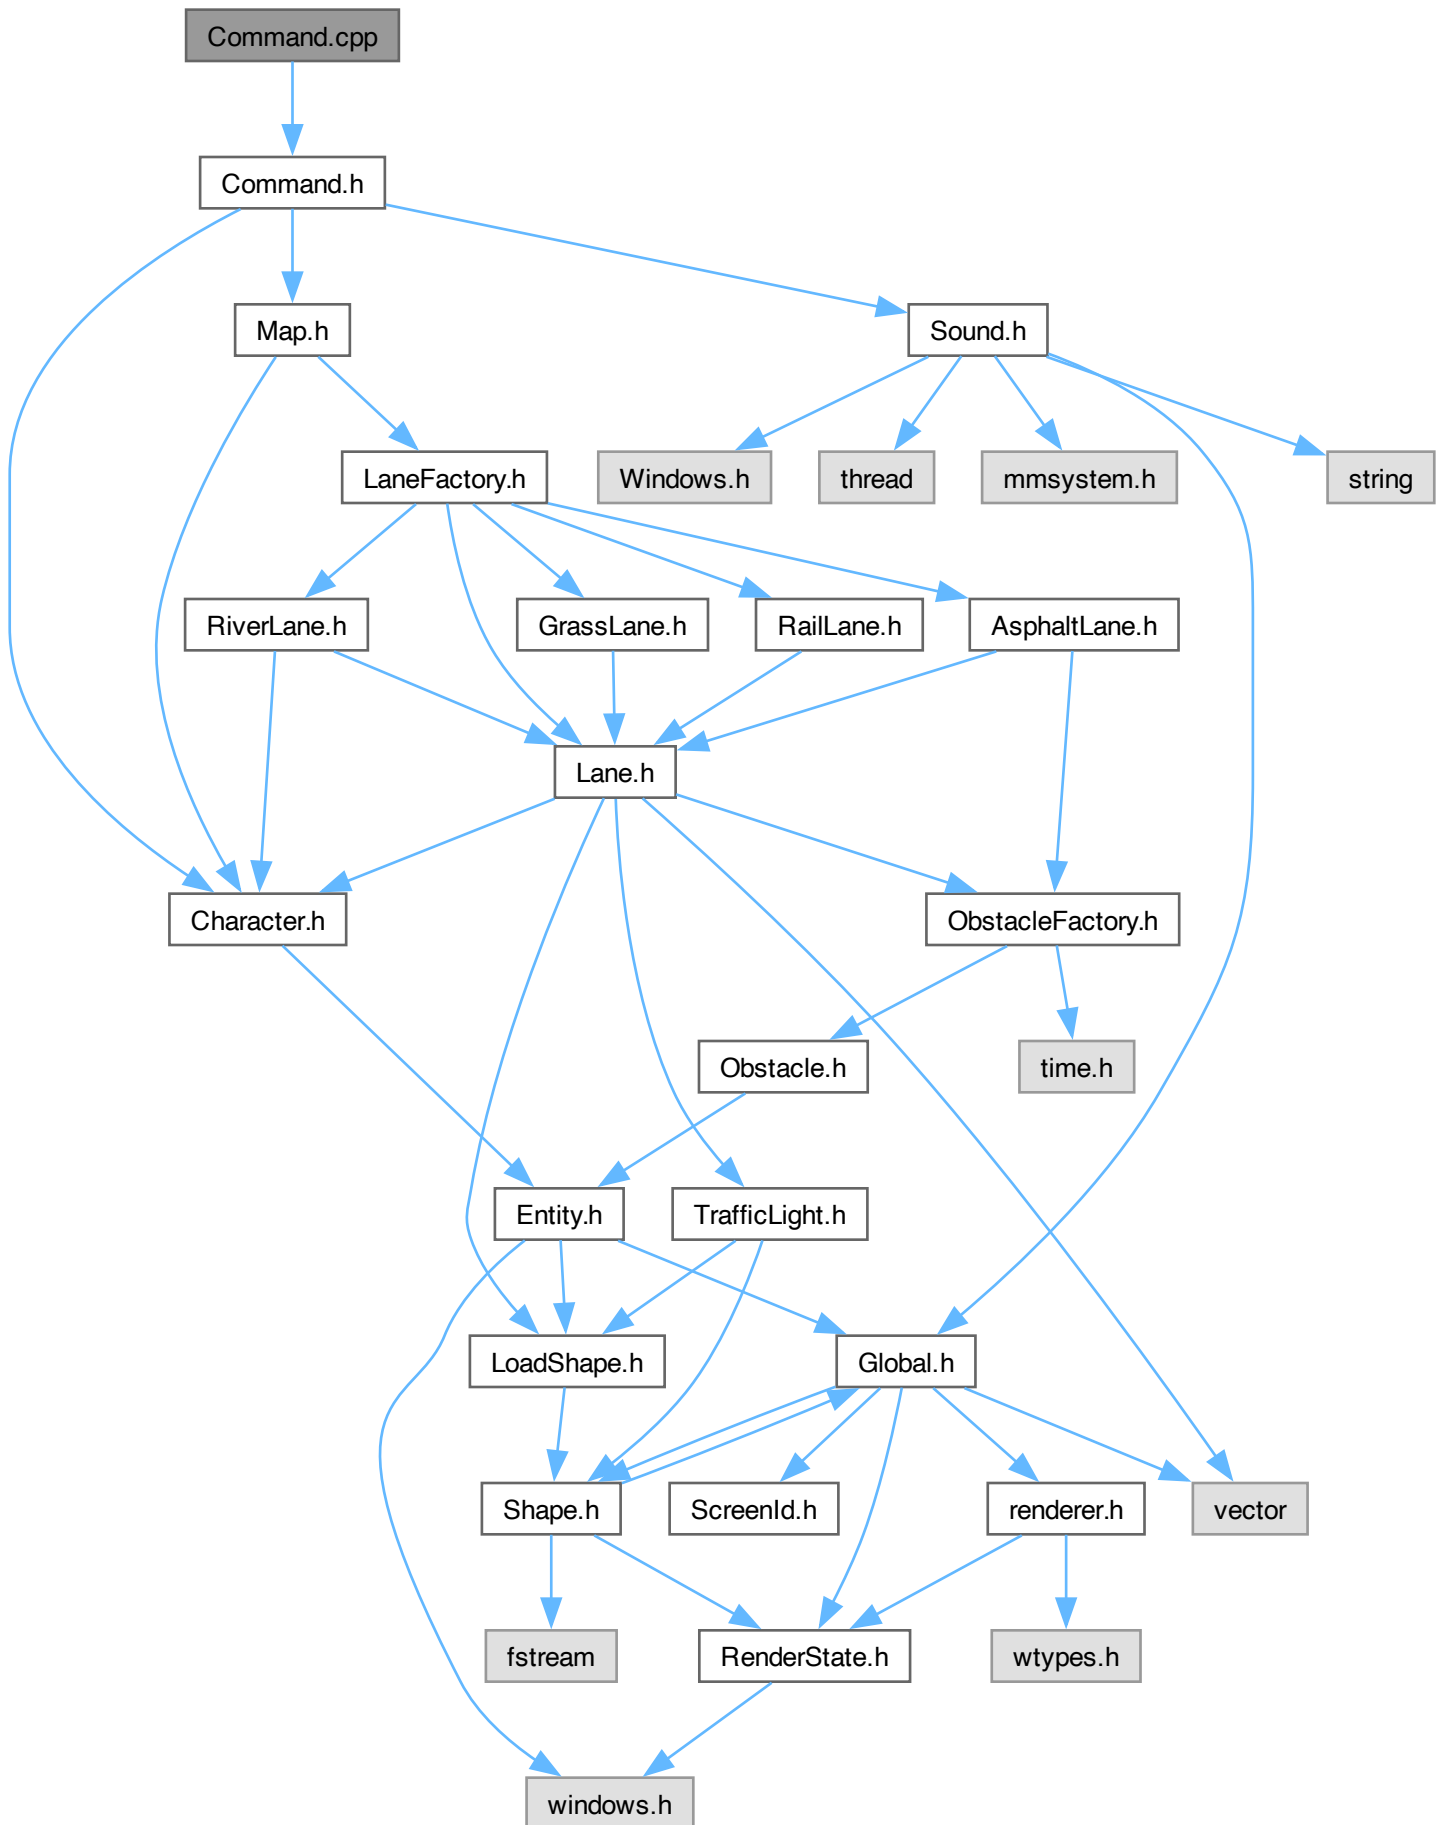 Command.cpp
Command.h
Map.h
Sound.h
LaneFactory.h
Windows.h
thread
mmsystem.h
string
RiverLane.h
GrassLane.h
RailLane.h
AsphaltLane.h
Lane.h
Character.h
ObstacleFactory.h
Obstacle.h
time.h
Entity.h
TrafficLight.h
LoadShape.h
Global.h
Shape.h
ScreenId.h
renderer.h
vector
fstream
RenderState.h
wtypes.h
windows.h